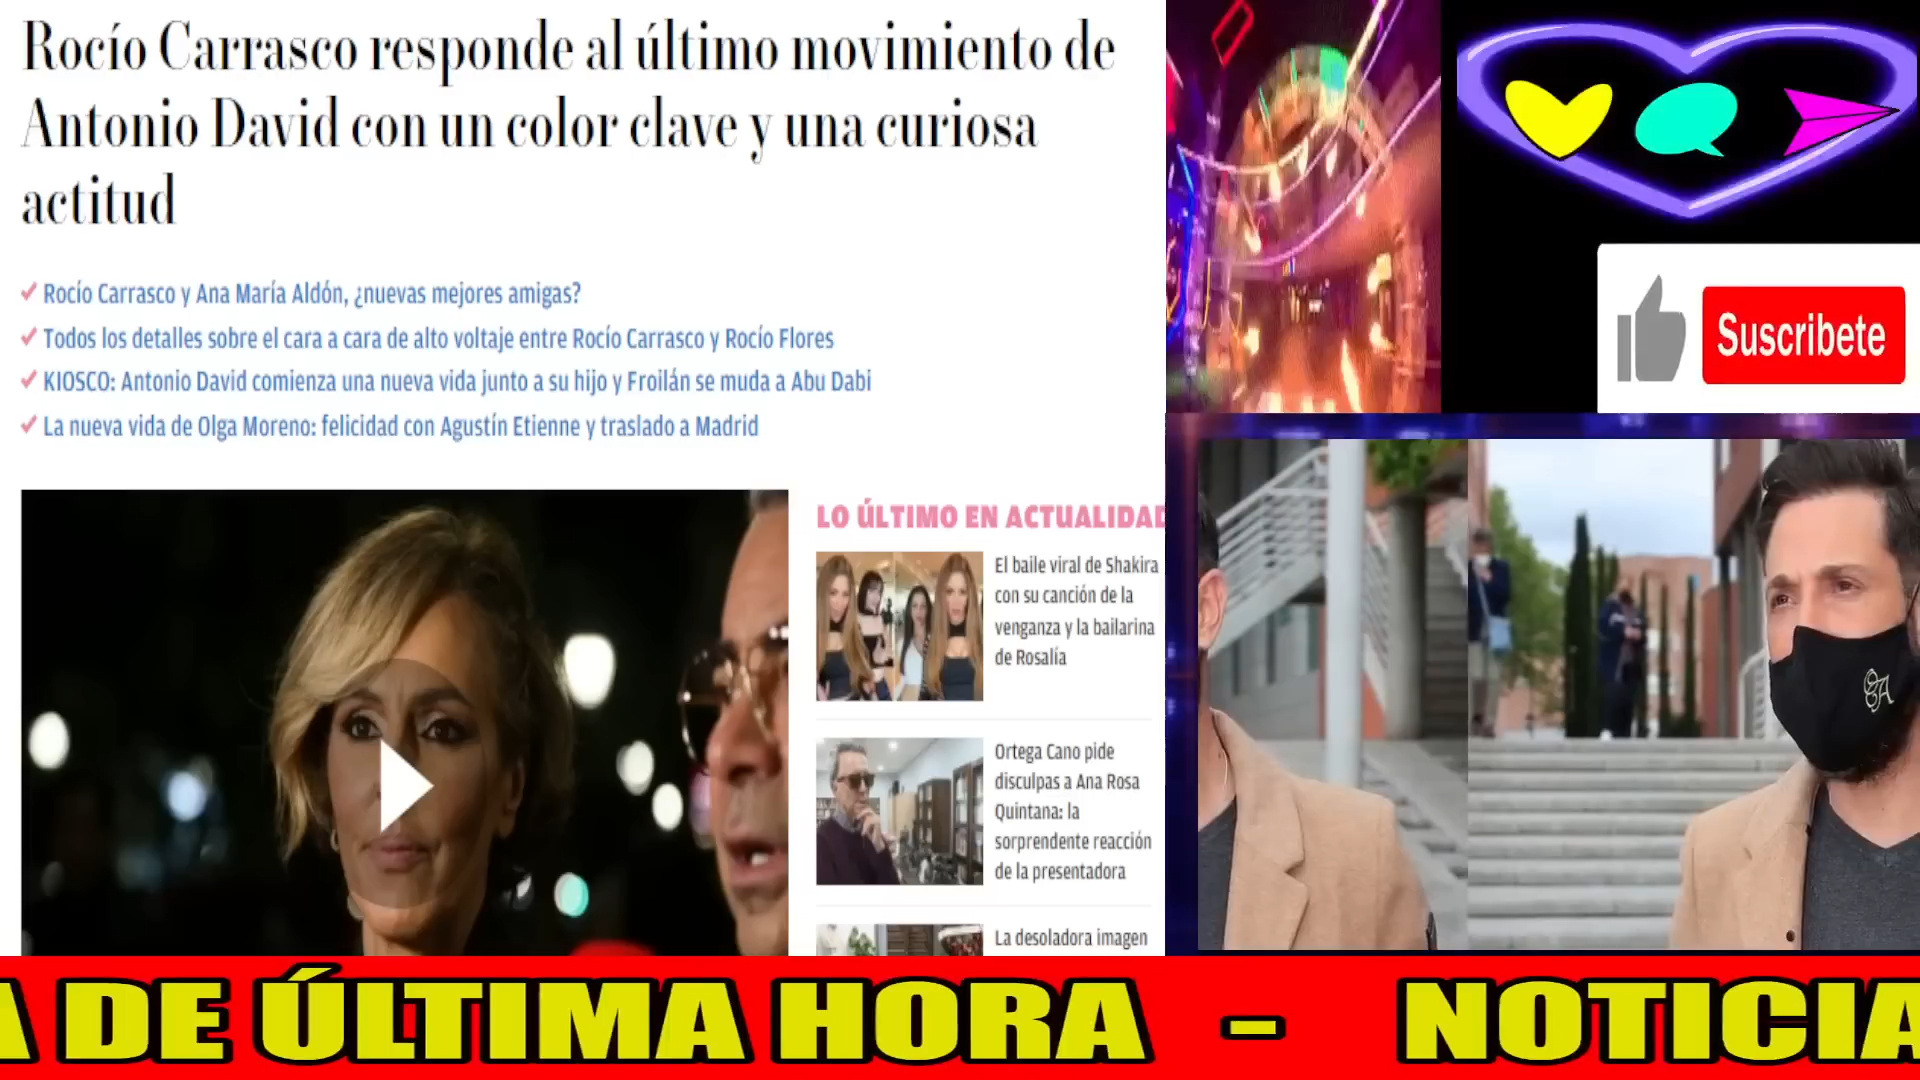 Rocío Carrasco responde al último movimiento de
Antonio David con un color clave y una curiosa
actitud
Rocío Carrasco y Ana María Aldón, ¿nuevas mejores amigas?
Todos los detalles sobre el cara a cara de alto voltaje entre Rocío Carrasco y Rocío Flores
KIOSCO: Antonio David comienza una nueva vida junto a su hijo y Froilán se muda a Abu Dabi
La nueva vida de Olga Moreno: felicidad con Agustín Etienne y traslado a Madrid
LO ÚLTIMO EN ACTUALIDAD
El baile viral de Shakira
con su canción de la
venganza y la bailarina
de Rosalía
Ortega Cano pide
disculpas a Ana Rosa
Quintana: la
sorprendente reacción
de la presentadora
La desoladora imagen
Suscribete
A DE ÚLTIMA HORA - NOTICIA